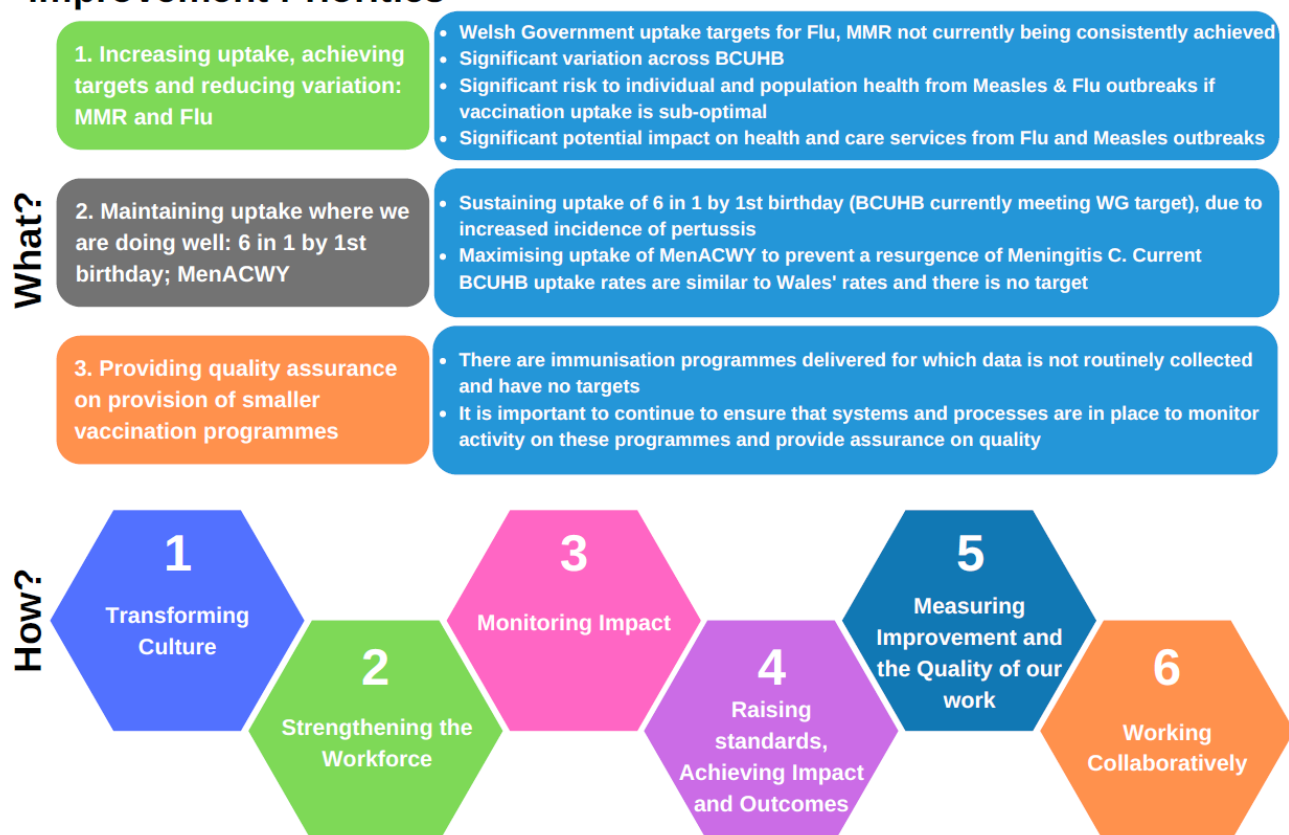 Improvement Priorities
What?
1. Increasing uptake, achieving
targets and reducing variation:
MMR and Flu
• Welsh Government uptake targets for Flu, MMR not currently being consistently achieved
• Significant variation across BCUHB
• Significant risk to individual and population health from Measles & Flu outbreaks if
vaccination uptake is sub-optimal
• Significant potential impact on health and care services from Flu and Measles outbreaks
2. Maintaining uptake where we
are doing well: 6 in 1 by 1st
birthday; MenACWY
• Sustaining uptake of 6 in 1 by 1st birthday (BCUHB currently meeting WG target), due to
increased incidence of pertussis
• Maximising uptake of MenACWY to prevent a resurgence of Meningitis C. Current
BCUHB uptake rates are similar to Wales' rates and there is no target
3. Providing quality assurance
on provision of smaller
vaccination programmes
• There are immunisation programmes delivered for which data is not routinely collected
and have no targets
• It is important to continue to ensure that systems and processes are in place to monitor
activity on these programmes and provide assurance on quality
How?
1
Transforming
Culture
2
Strengthening the
Workforce
3
Monitoring Impact
4
Raising
standards,
Achieving Impact
and Outcomes
5
Measuring
Improvement and
the Quality of our
work
6
Working
Collaboratively